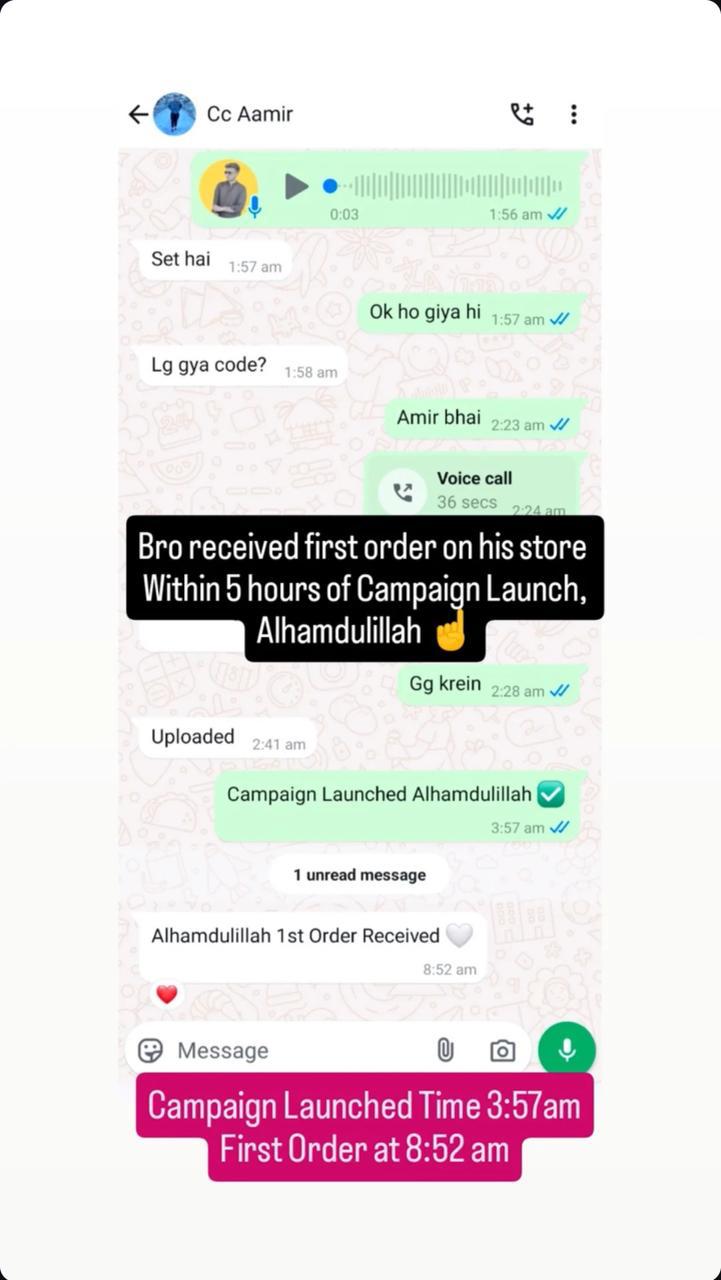 Cc Aamir
0:03
1:56 am
Set hai 1:57 am
Ok ho giya hi 1:57 am
Lg gya code? 1:58 am
Amir bhai 2:23 am
Voice call
36 secs 2:24 am
Bro received first order on his store
Within 5 hours of Campaign Launch,
Alhamdulillah ☝️
Gg krein 2:28 am
Uploaded 2:41 am
Campaign Launched Alhamdulillah ✅
3:57 am
1 unread message
Alhamdulillah 1st Order Received 🤍
8:52 am
❤️
Message
Campaign Launched Time 3:57am
First Order at 8:52 am